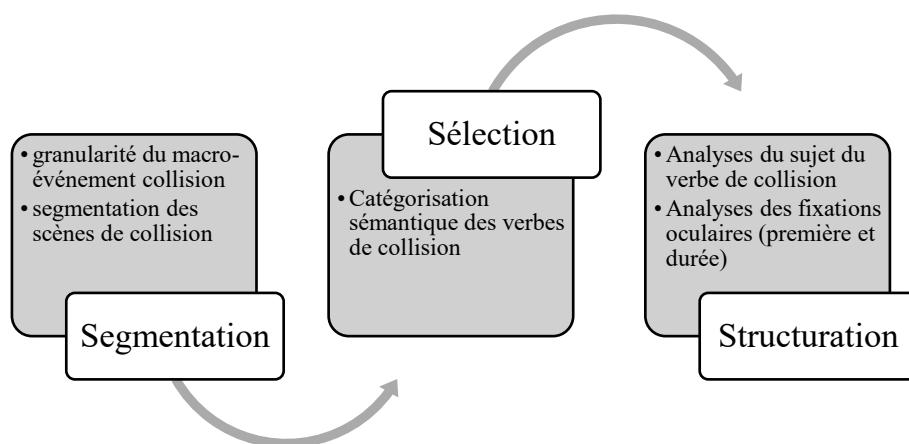 • granularité du macro-
événement collision
• segmentation des
scènes de collision
Segmentation
Sélection
• Catégorisation
sémantique des verbes
de collision
• Analyses du sujet du
verbe de collision
• Analyses des fixations
oculaires (première et
durée)
Structuration